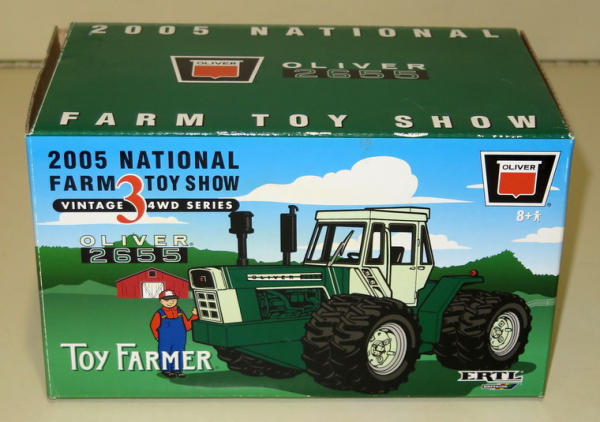 2005 NATIONAL
OLIVER
OLIVER
2655
FARM TOY SHOW
2005 NATIONAL
FARM TOY SHOW
VINTAGE 3 4WD SERIES
OLIVER
8+
OLIVER®
2655
OLIVER
TOY FARMER®
ERTL